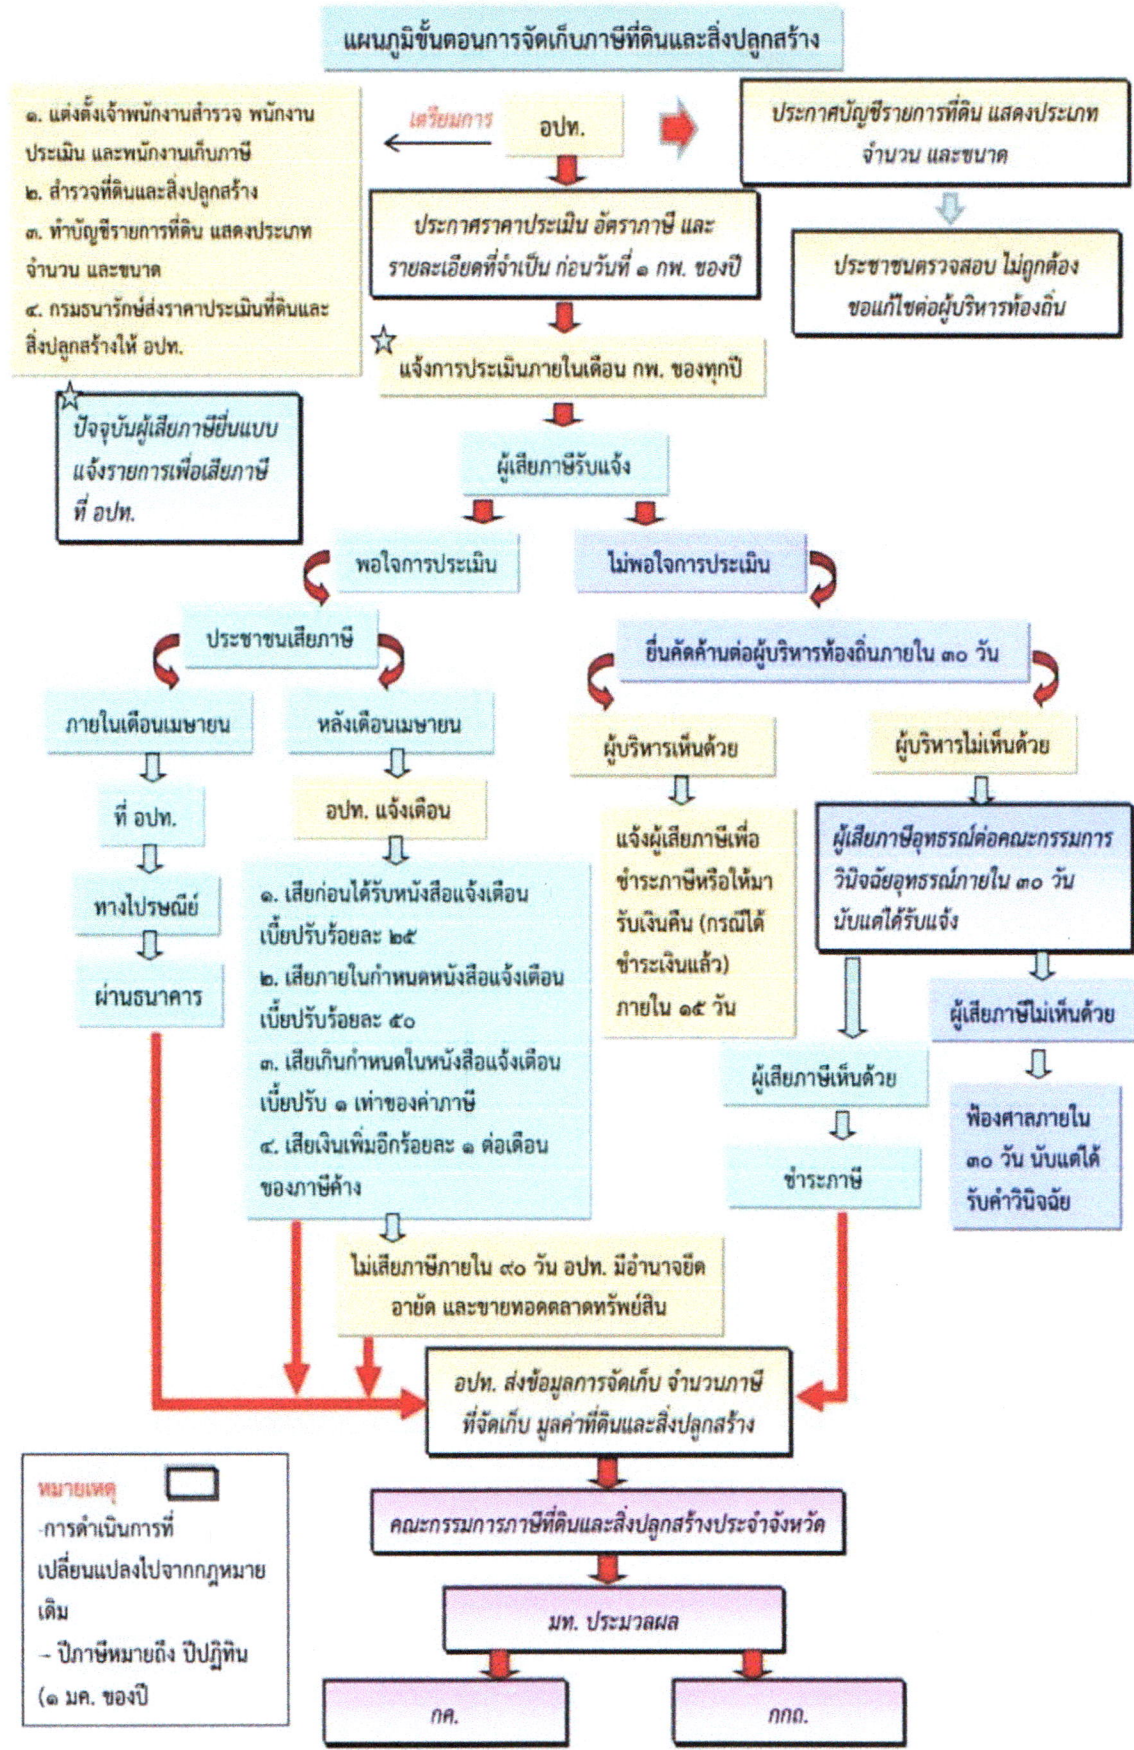 แผนภูมิขั้นตอนการจัดเก็บภาษีที่ดินและสิ่งปลูกสร้าง
๑. แต่งตั้งเจ้าพนักงานสำรวจ พนักงาน
ประเมิน และพนักงานเก็บภาษี
๒. สำรวจที่ดินและสิ่งปลูกสร้าง
๓. ทำบัญชีรายการที่ดิน แสดงประเภท
จำนวน และขนาด
๔. กรมธนารักษ์ส่งราคาประเมินที่ดินและ
สิ่งปลูกสร้างให้ อปท.
เตรียมการ
อปท.
ประกาศบัญชีรายการที่ดิน แสดงประเภท
จำนวน และขนาด
ประชาชนตรวจสอบ ไม่ถูกต้อง
ขอแก้ไขต่อผู้บริหารท้องถิ่น
ประกาศราคาประเมิน อัตราภาษี และ
รายละเอียดที่จำเป็น ก่อนวันที่ ๑ กพ. ของปี
แจ้งการประเมินภายในเดือน กพ. ของทุกปี
ปัจจุบันผู้เสียภาษียื่นแบบ
แจ้งรายการเพื่อเสียภาษี
ที่ อปท.
ผู้เสียภาษีรับแจ้ง
พอใจการประเมิน
ไม่พอใจการประเมิน
ประชาชนเสียภาษี
ยื่นคัดค้านต่อผู้บริหารท้องถิ่นภายใน ๓๐ วัน
ภายในเดือนเมษายน
หลังเดือนเมษายน
ผู้บริหารเห็นด้วย
ผู้บริหารไม่เห็นด้วย
ที่ อปท.
ทางไปรษณีย์
ผ่านธนาคาร
อปท. แจ้งเตือน
๑. เสียก่อนได้รับหนังสือแจ้งเตือน
เบี้ยปรับร้อยละ ๒๕
๒. เสียภายในกำหนดหนังสือแจ้งเตือน
เบี้ยปรับร้อยละ ๕๐
๓. เสียเกินกำหนดในหนังสือแจ้งเตือน
เบี้ยปรับ ๑ เท่าของค่าภาษี
๔. เสียเงินเพิ่มอีกร้อยละ ๑ ต่อเดือน
ของภาษีค้าง
แจ้งผู้เสียภาษีเพื่อ
ชำระภาษีหรือให้มา
รับเงินคืน (กรณีได้
ชำระเงินแล้ว)
ภายใน ๑๕ วัน
ผู้เสียภาษีอุทธรณ์ต่อคณะกรรมการ
วินิจฉัยอุทธรณ์ภายใน ๓๐ วัน
นับแต่ได้รับแจ้ง
ผู้เสียภาษีเห็นด้วย
ชำระภาษี
ผู้เสียภาษีไม่เห็นด้วย
ฟ้องศาลภายใน
๓๐ วัน นับแต่ได้
รับคำวินิจฉัย
ไม่เสียภาษีภายใน ๙๐ วัน อปท. มีอำนาจยึด
อายัด และขายทอดตลาดทรัพย์สิน
อปท. ส่งข้อมูลการจัดเก็บ จำนวนภาษี
ที่จัดเก็บ มูลค่าที่ดินและสิ่งปลูกสร้าง
คณะกรรมการภาษีที่ดินและสิ่งปลูกสร้างประจำจังหวัด
มท. ประมวลผล
กค.
กกถ.
หมายเหตุ
-การดำเนินการที่
เปลี่ยนแปลงไปจากกฎหมาย
เดิม
– ปีภาษีหมายถึง ปีปฏิทิน
(๑ มค. ของปี